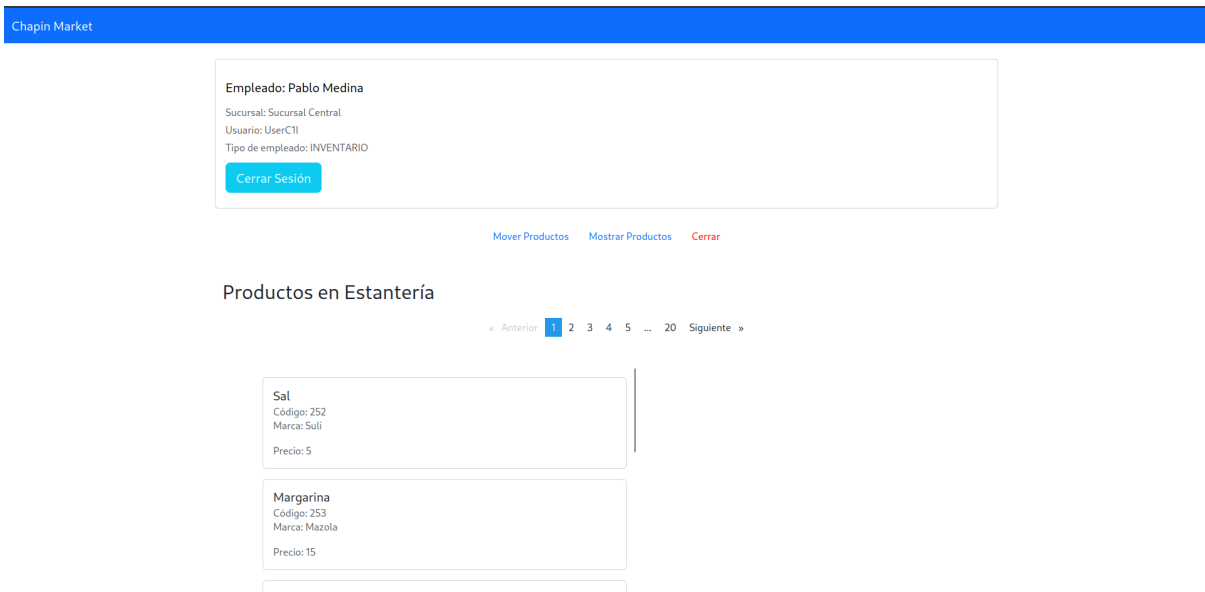 Chapin Market
Empleado: Pablo Medina
Sucursal: Sucursal Central
Usuario: UserC1I
Tipo de empleado: INVENTARIO
Cerrar Sesión
Mover Productos Mostrar Productos Cerrar
Productos en Estantería
« Anterior 1 2 3 4 5 ... 20 Siguiente »
Sal
Código: 252
Marca: Suli
Precio: 5
Margarina
Código: 253
Marca: Mazola
Precio: 15